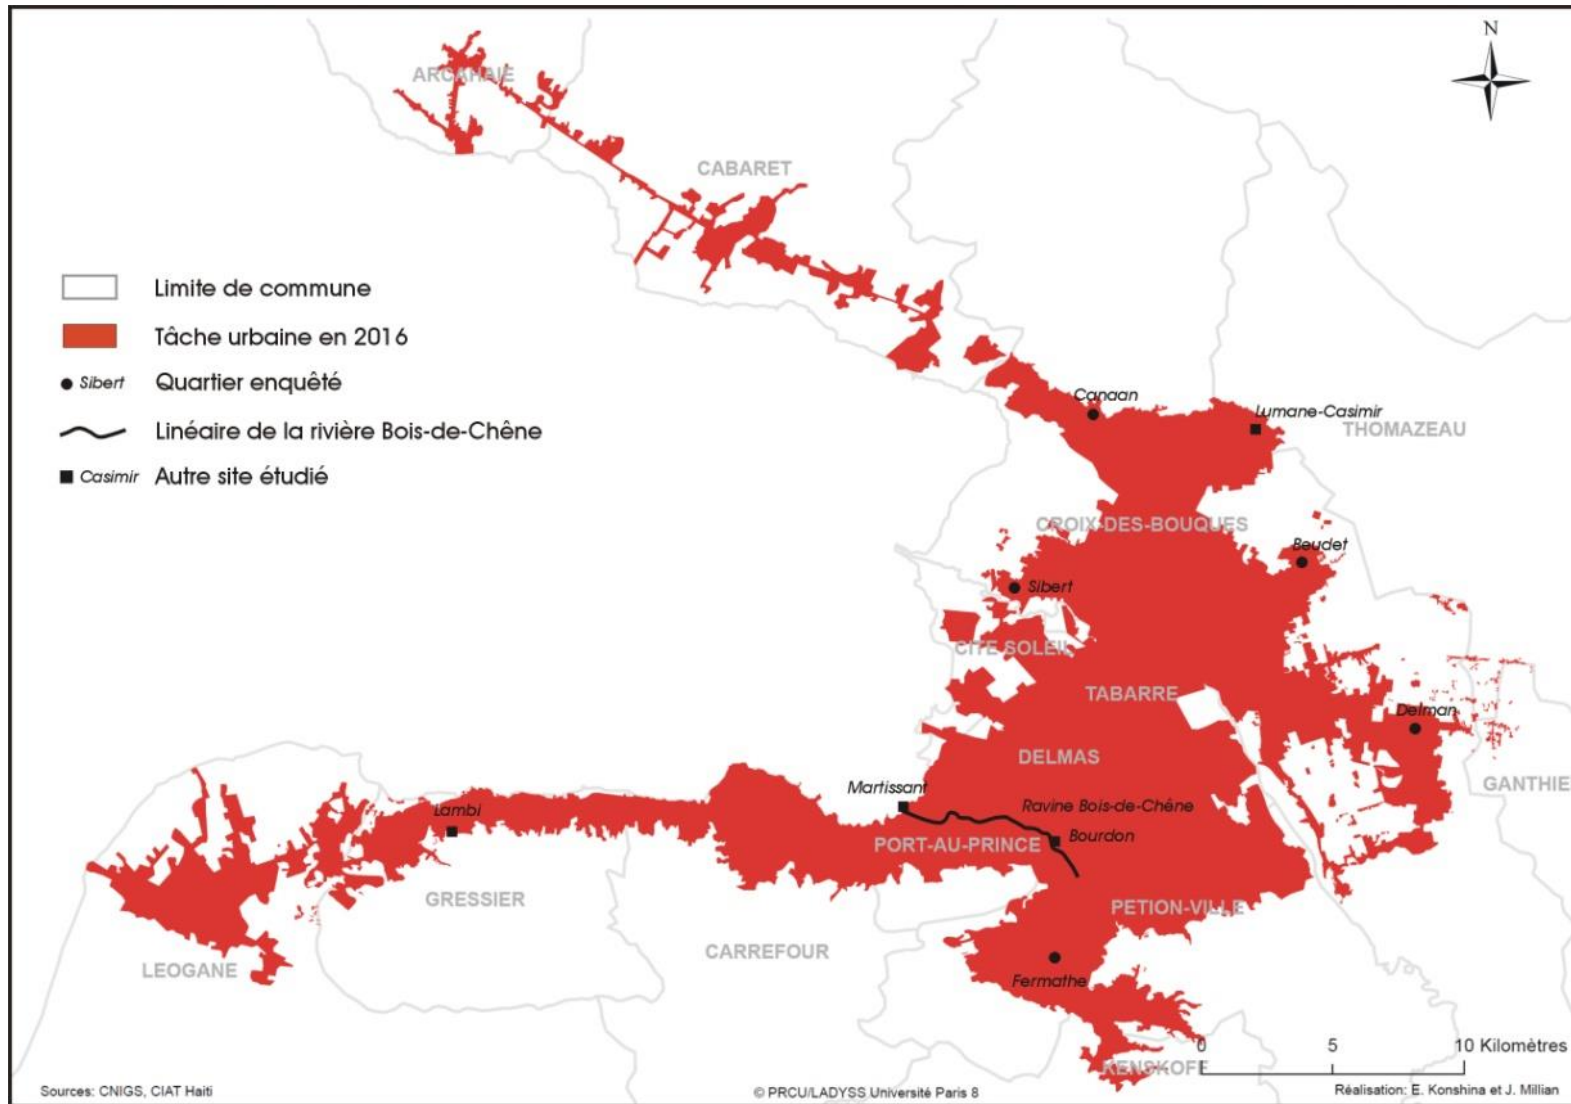 N
ARCAHAIE
CABARET
Limite de commune
Tâche urbaine en 2016
Sibert Quartier enquêté
Linéaire de la rivière Bois-de-Chêne
Casimir Autre site étudié
Canaan
Lumane-Casimir
THOMAZEAU
CROIX-DES-BOUQUES
Beudet
Sibert
CITE SOLEIL
TABARRE
Delman
DELMAS
GANTHIE
Martissant
Ravine Bois-de-Chêne
Lambi
Bourdon
PORT-AU-PRINCE
GRESSIER
PETION-VILLE
CARREFOUR
LEOGANE
Fermathe
0 5 10 Kilomètres
KENSKOFF
Sources: CNIGS, CIAT Haiti
© PRCU/LADYSS Université Paris 8
Réalisation: E. Konshina et J. Millian